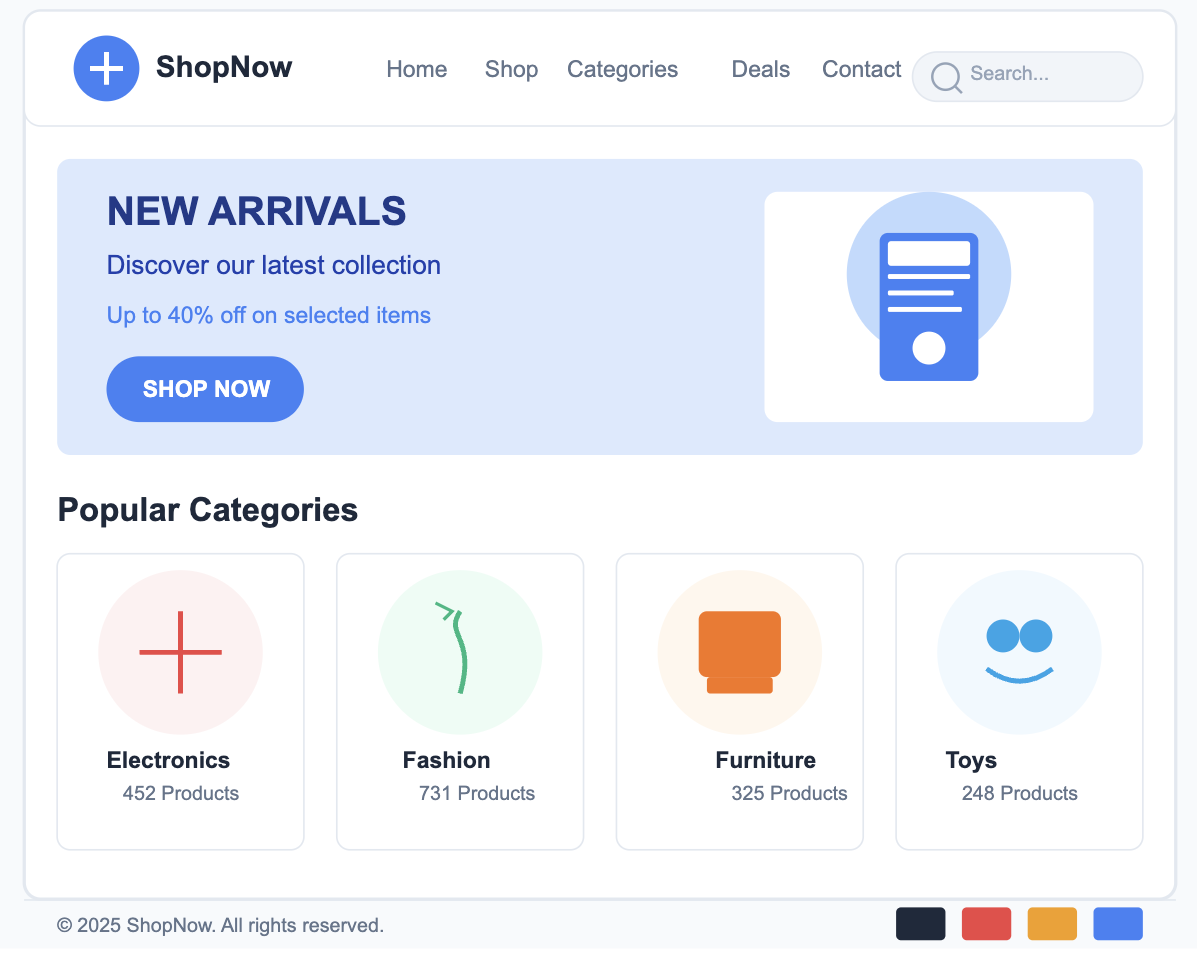 ShopNow
Home Shop Categories Deals Contact Search...
NEW ARRIVALS
Discover our latest collection
Up to 40% off on selected items
SHOP NOW
Popular Categories
Electronics
452 Products
Fashion
731 Products
Furniture
325 Products
Toys
248 Products
© 2025 ShopNow. All rights reserved.